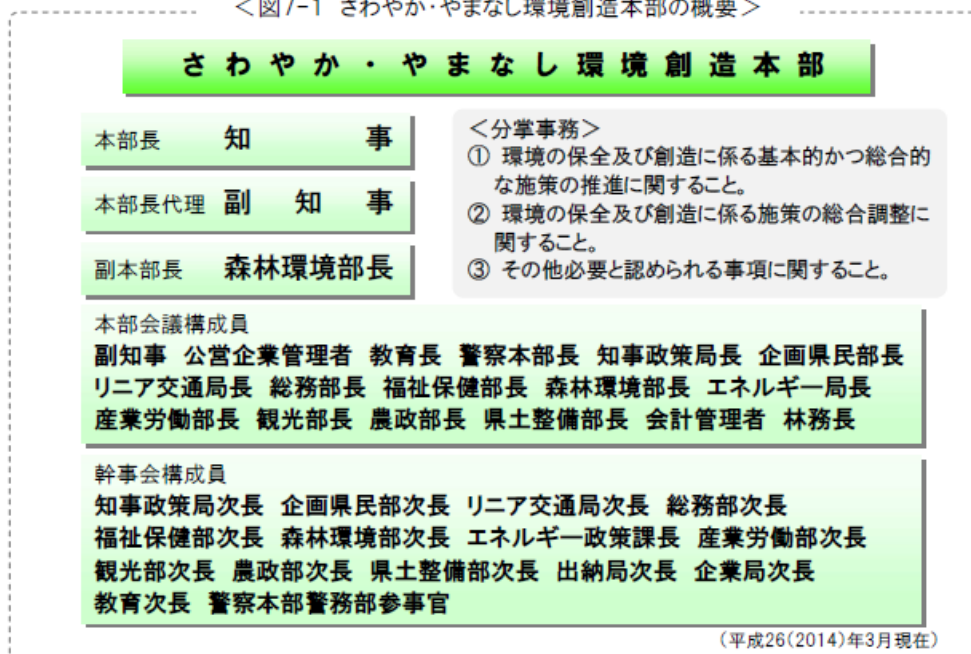 <図7-1 さわやか・やまなし環境創造本部の概要>
さわやか・やまなし環境創造本部
本部長 知事
本部長代理 副知事
副本部長 森林環境部長
<分掌事務>
① 環境の保全及び創造に係る基本的かつ総合的
な施策の推進に関すること。
② 環境の保全及び創造に係る施策の総合調整に
関すること。
③ その他必要と認められる事項に関すること。
本部会議構成員
副知事 公営企業管理者 教育長 警察本部長 知事政策局長 企画県民部長
リニア交通局長 総務部長 福祉保健部長 森林環境部長 エネルギー局長
産業労働部長 観光部長 農政部長 県土整備部長 会計管理者 林務長
幹事会構成員
知事政策局次長 企画県民部次長 リニア交通局次長 総務部次長
福祉保健部次長 森林環境部次長 エネルギー政策課長 産業労働部次長
観光部次長 農政部次長 県土整備部次長 出納局次長 企業局次長
教育次長 警察本部警務部参事官
(平成26(2014)年3月現在)